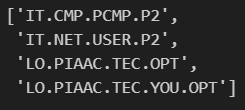 ['IT.CMP.PCMP.P2',
'IT.NET.USER.P2',
'LO.PIAAC.TEC.OPT',
'LO.PIAAC.TEC.YOU.OPT']